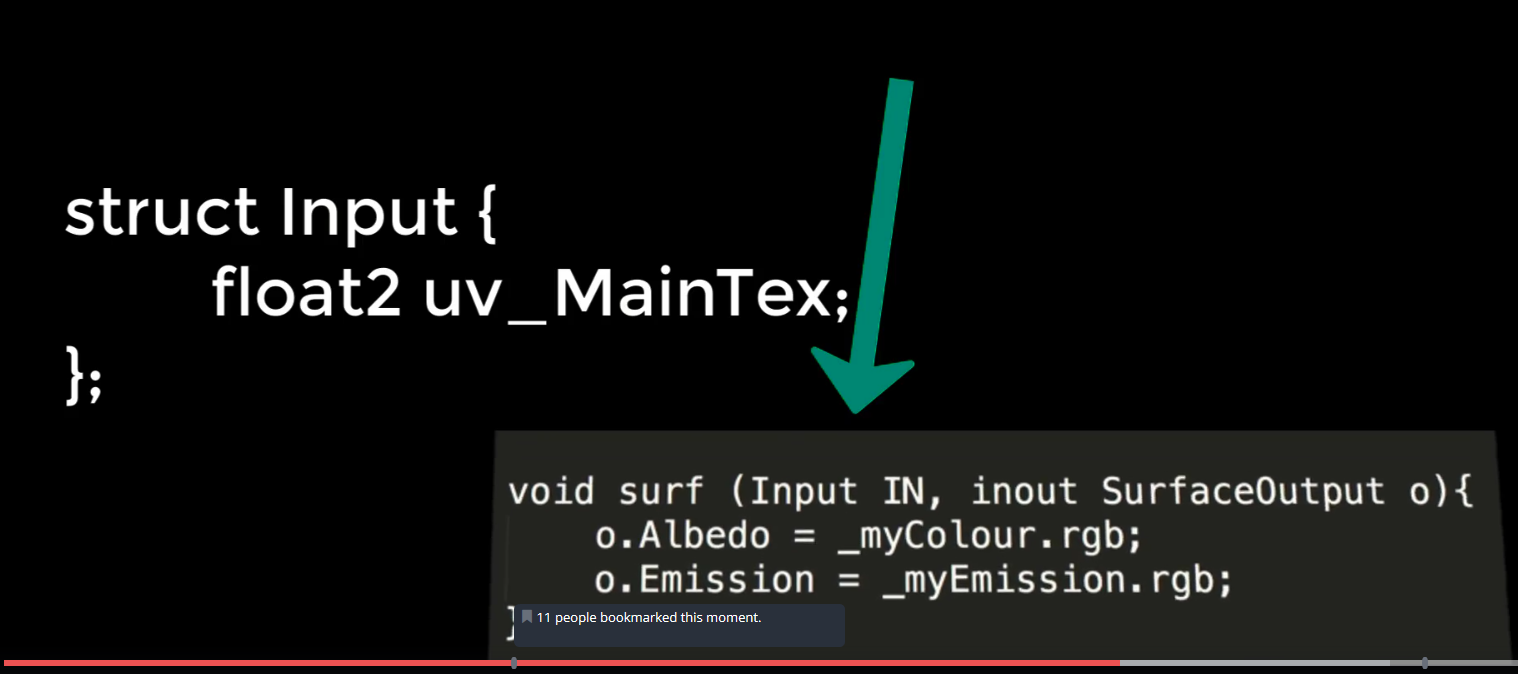 struct Input {
float2 uv_MainTex;
};
void surf (Input IN, inout SurfaceOutput o){
o.Albedo = _myColour.rgb;
o.Emission = _myEmission.rgb;
}
11 people bookmarked this moment.